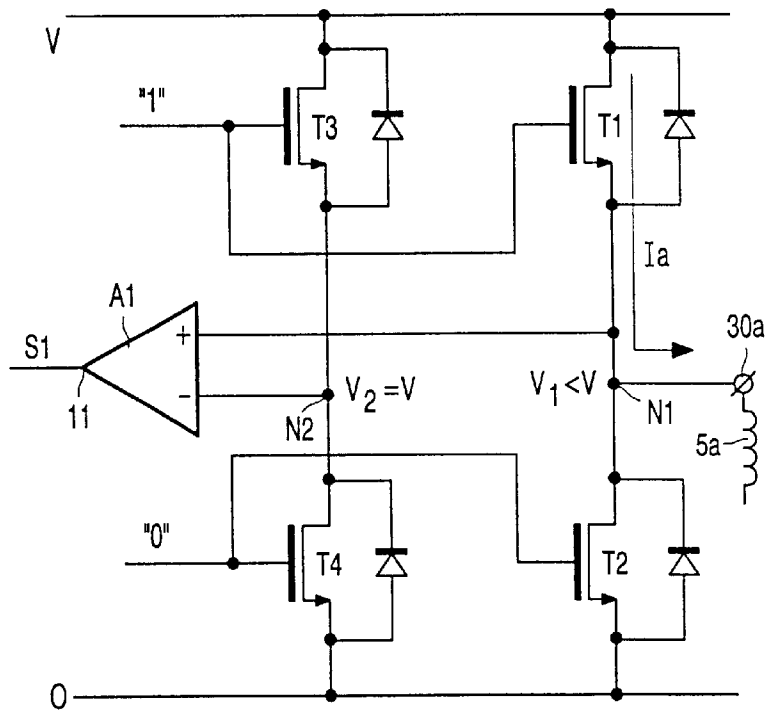 V
"1"
T3
T1
Ia
A1
+
S1
30a
−
V₂ =V
V₁ <V
11
N2
N1
5a
"0"
T4
T2
0